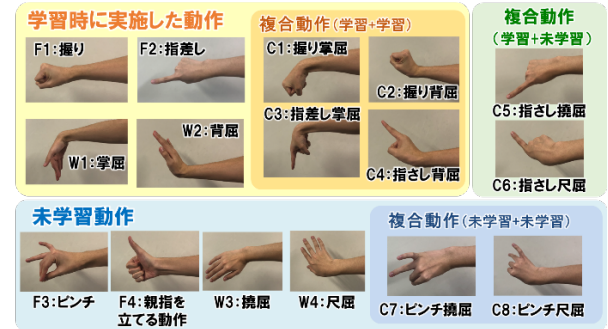 学習時に実施した動作
F1:握り
F2:指差し
W1:掌屈
W2:背屈
複合動作(学習+学習)
C1:握り掌屈
C2:握り背屈
C3:指差し掌屈
C4:指さし背屈
複合動作
(学習+未学習)
C5:指さし撓屈
C6:指さし尺屈
未学習動作
F3:ピンチ
F4:親指を
立てる動作
W3:撓屈
W4:尺屈
複合動作(未学習+未学習)
C7:ピンチ撓屈
C8:ピンチ尺屈